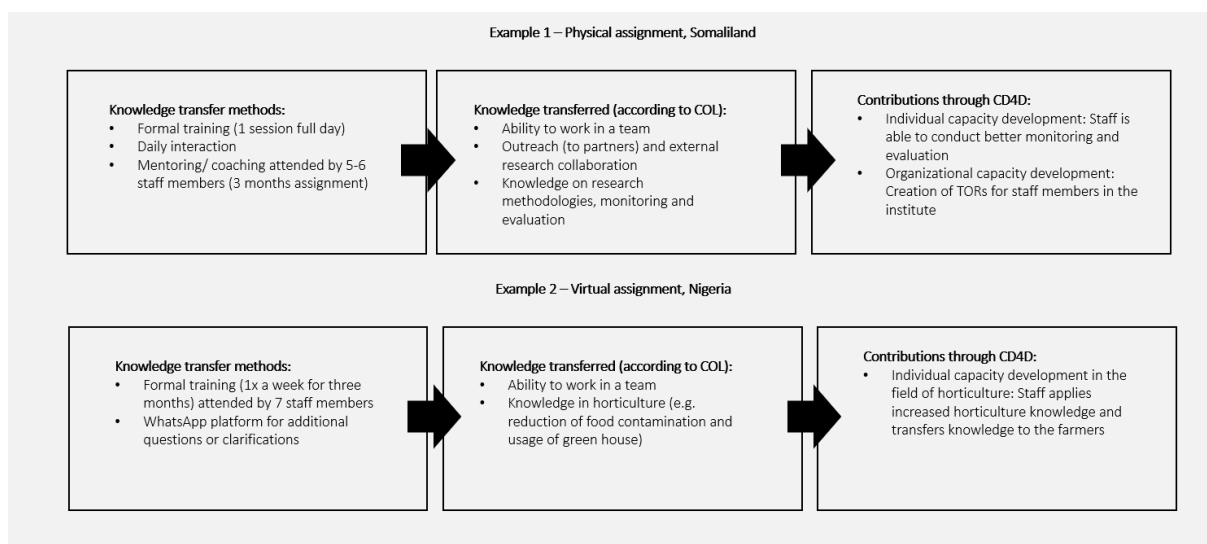 Example 1 – Physical assignment, Somaliland
Knowledge transfer methods:
• Formal training (1 session full day)
• Daily interaction
• Mentoring/ coaching attended by 5-6
staff members (3 months assignment)
Knowledge transferred (according to COL):
• Ability to work in a team
• Outreach (to partners) and external
research collaboration
• Knowledge on research
methodologies, monitoring and
evaluation
Contributions through CD4D:
• Individual capacity development: Staff is
able to conduct better monitoring and
evaluation
• Organizational capacity development:
Creation of TORs for staff members in the
institute
Example 2 – Virtual assignment, Nigeria
Knowledge transfer methods:
• Formal training (1x a week for three
months) attended by 7 staff members
• WhatsApp platform for additional
questions or clarifications
Knowledge transferred (according to COL):
• Ability to work in a team
• Knowledge in horticulture (e.g.
reduction of food contamination and
usage of green house)
Contributions through CD4D:
• Individual capacity development in the
field of horticulture: Staff applies
increased horticulture knowledge and
transfers knowledge to the farmers